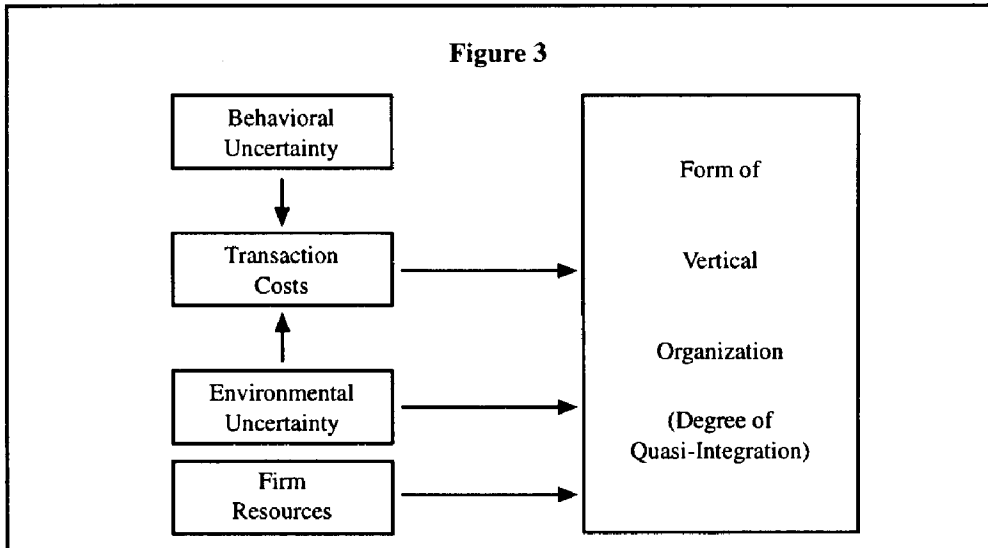 Figure 3
Behavioral
Uncertainty
Transaction
Costs
Environmental
Uncertainty
Firm
Resources
Form of
Vertical
Organization
(Degree of
Quasi-Integration)